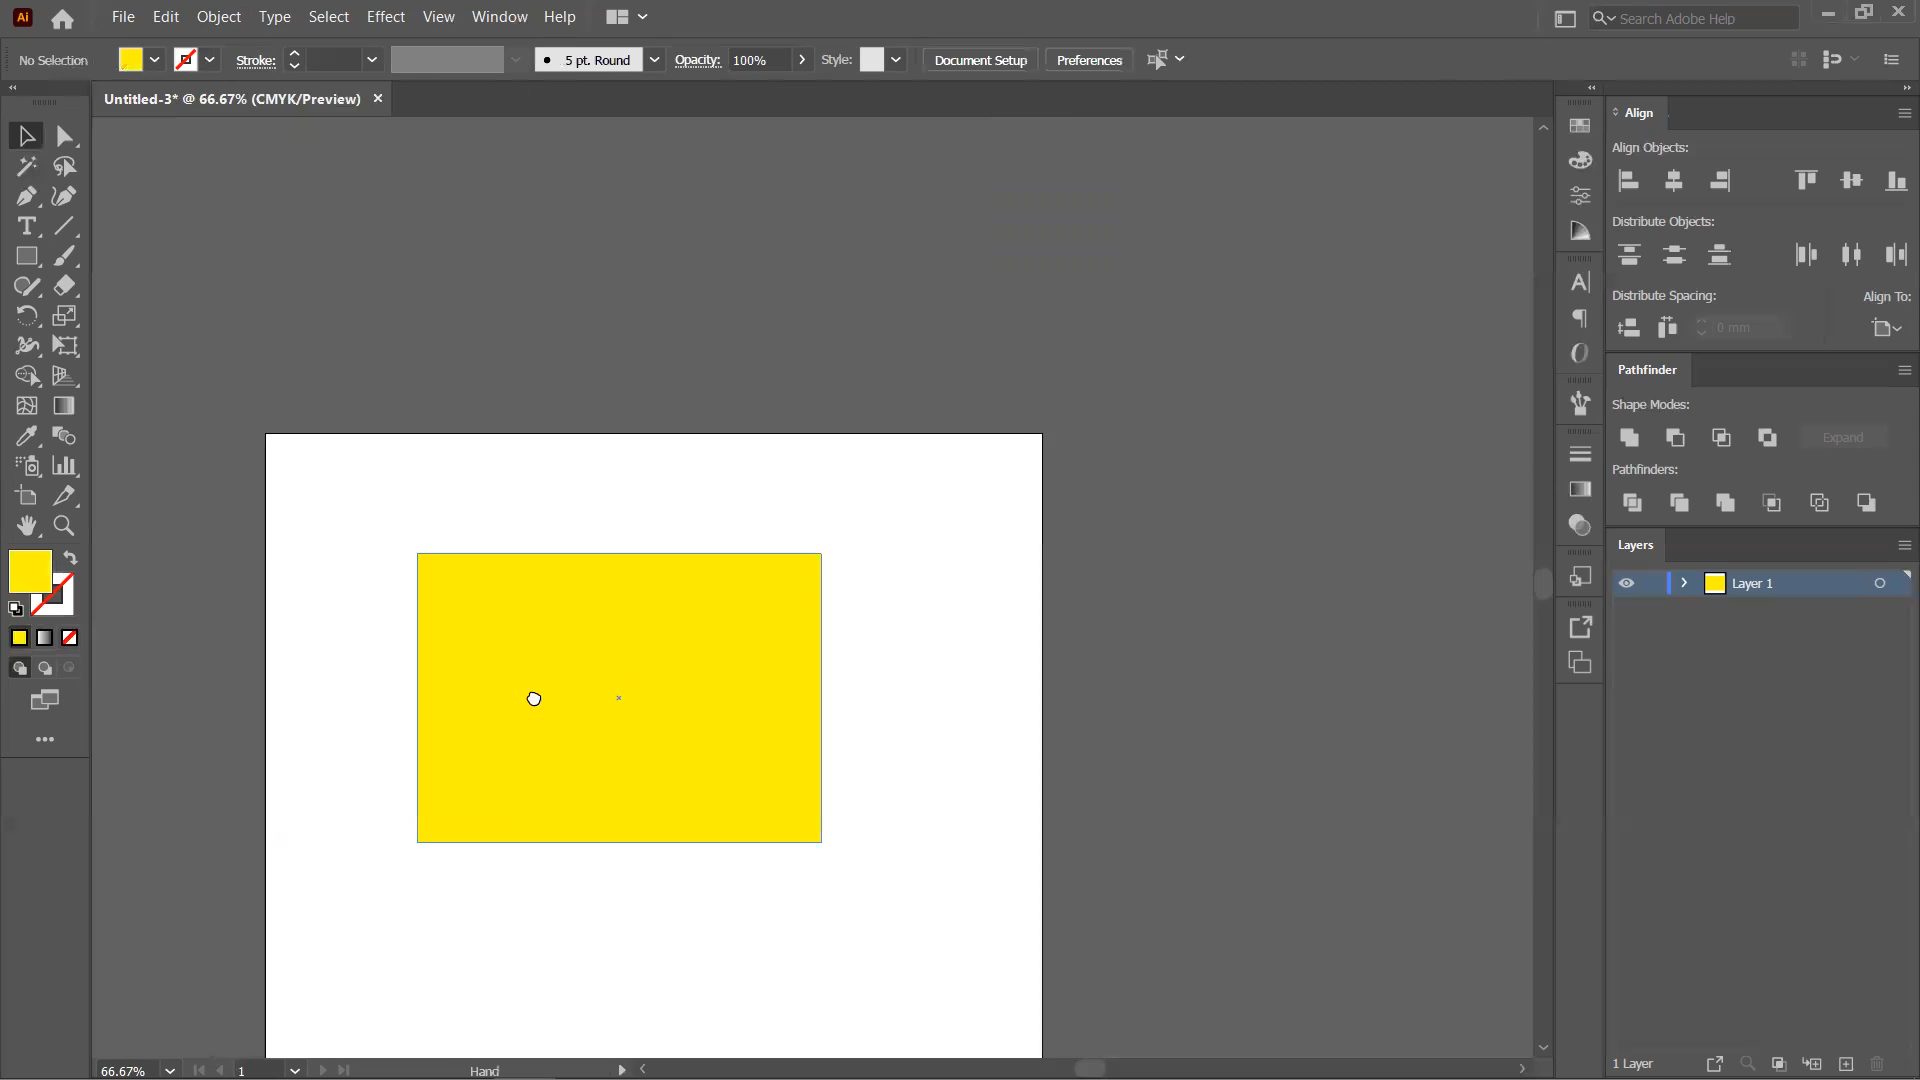 Ai File Edit Object Type Select Effect View Window Help Search Adobe Help
No Selection Stroke: 5 pt. Round Opacity: 100% Style: Document Setup Preferences
Untitled-3* @ 66.67% (CMYK/Preview)
Align
Align Objects:
Distribute Objects:
Distribute Spacing: Align To:
0 mm
Pathfinder
Shape Modes:
Expand
Pathfinders:
Layers
Layer 1
1 Layer
66.67% 1 Hand